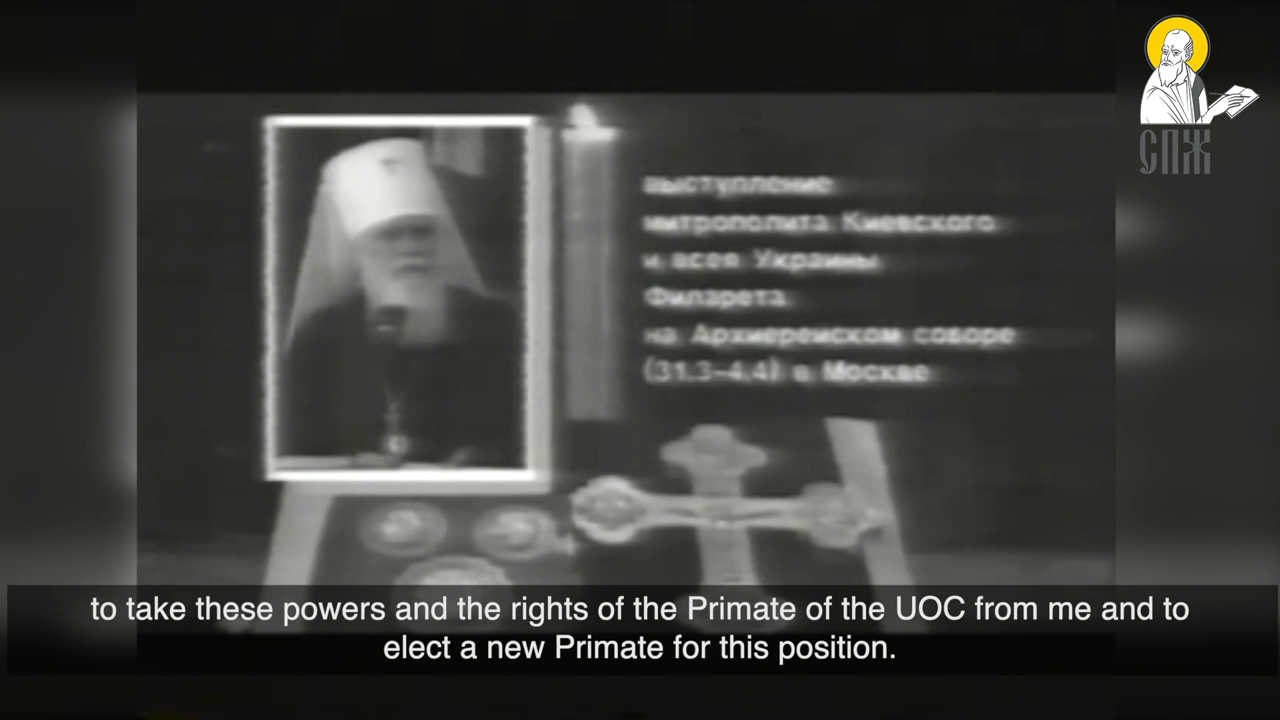 СПЖ
выступление
митрополита Киевского
и всея Украины
Филарета
на Архиерейском соборе
(31.3-4.4) в Москве
to take these powers and the rights of the Primate of the UOC from me and to
elect a new Primate for this position.